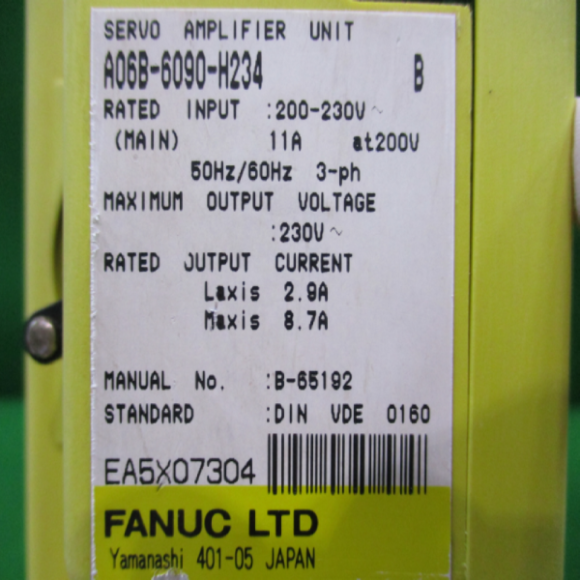 SERVO AMPLIFIER UNIT
A06B-6090-H234 B
RATED INPUT :200-230V~
(MAIN) 11A at200V
50Hz/60Hz 3-ph
MAXIMUM OUTPUT VOLTAGE
:230V~
RATED OUTPUT CURRENT
Laxis 2.9A
Maxis 8.7A
MANUAL No. :B-65192
STANDARD :DIN VDE 0160
EA5X07304
FANUC LTD
Yamanashi 401-05 JAPAN